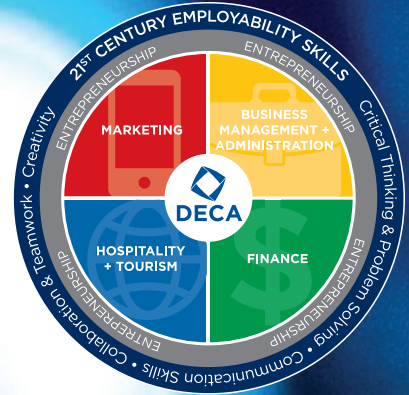 21ST CENTURY EMPLOYABILITY SKILLS
Critical Thinking & Problem Solving • Communication Skills • Collaboration & Teamwork • Creativity
ENTREPRENEURSHIP
ENTREPRENEURSHIP
MARKETING
BUSINESS
MANAGEMENT +
ADMINISTRATION
DECA
HOSPITALITY
+ TOURISM
FINANCE
ENTREPRENEURSHIP
ENTREPRENEURSHIP